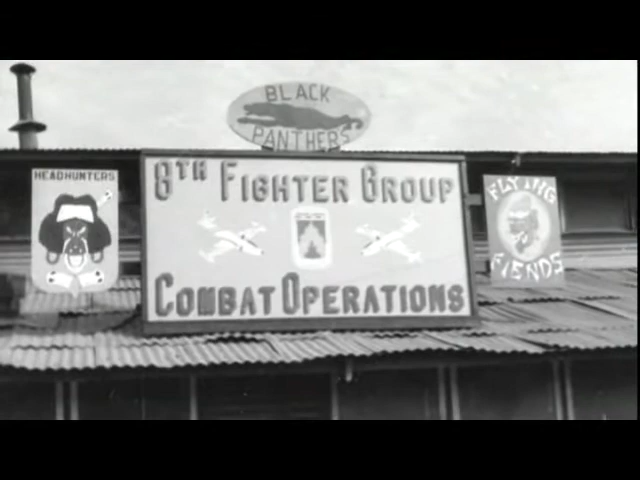 BLACK
PANTHERS
HEADHUNTERS
8TH FIGHTER GROUP
COMBAT OPERATIONS
FLYING
FIENDS